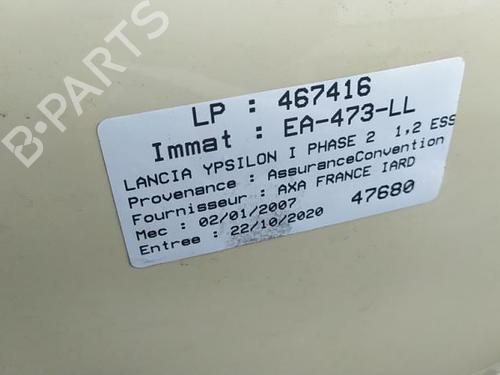 LP : 467416
Immat : EA-473-LL
LANCIA YPSILON I PHASE 2 1,2 ESS
Provenance : AssuranceConvention
Fournisseur : AXA FRANCE IARD
Mec : 02/01/2007 47680
Entree : 22/10/2020
B-PARTS